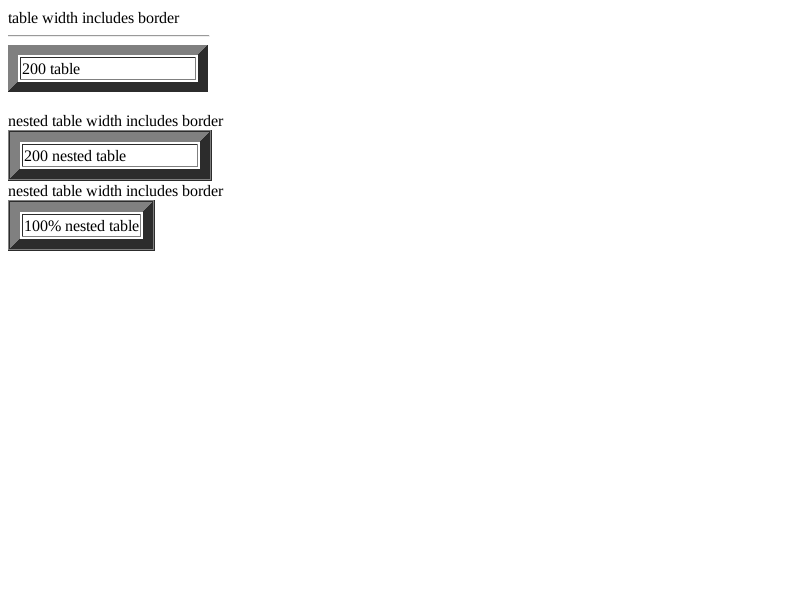 table width includes border
200 table
nested table width includes border
200 nested table
nested table width includes border
100% nested table